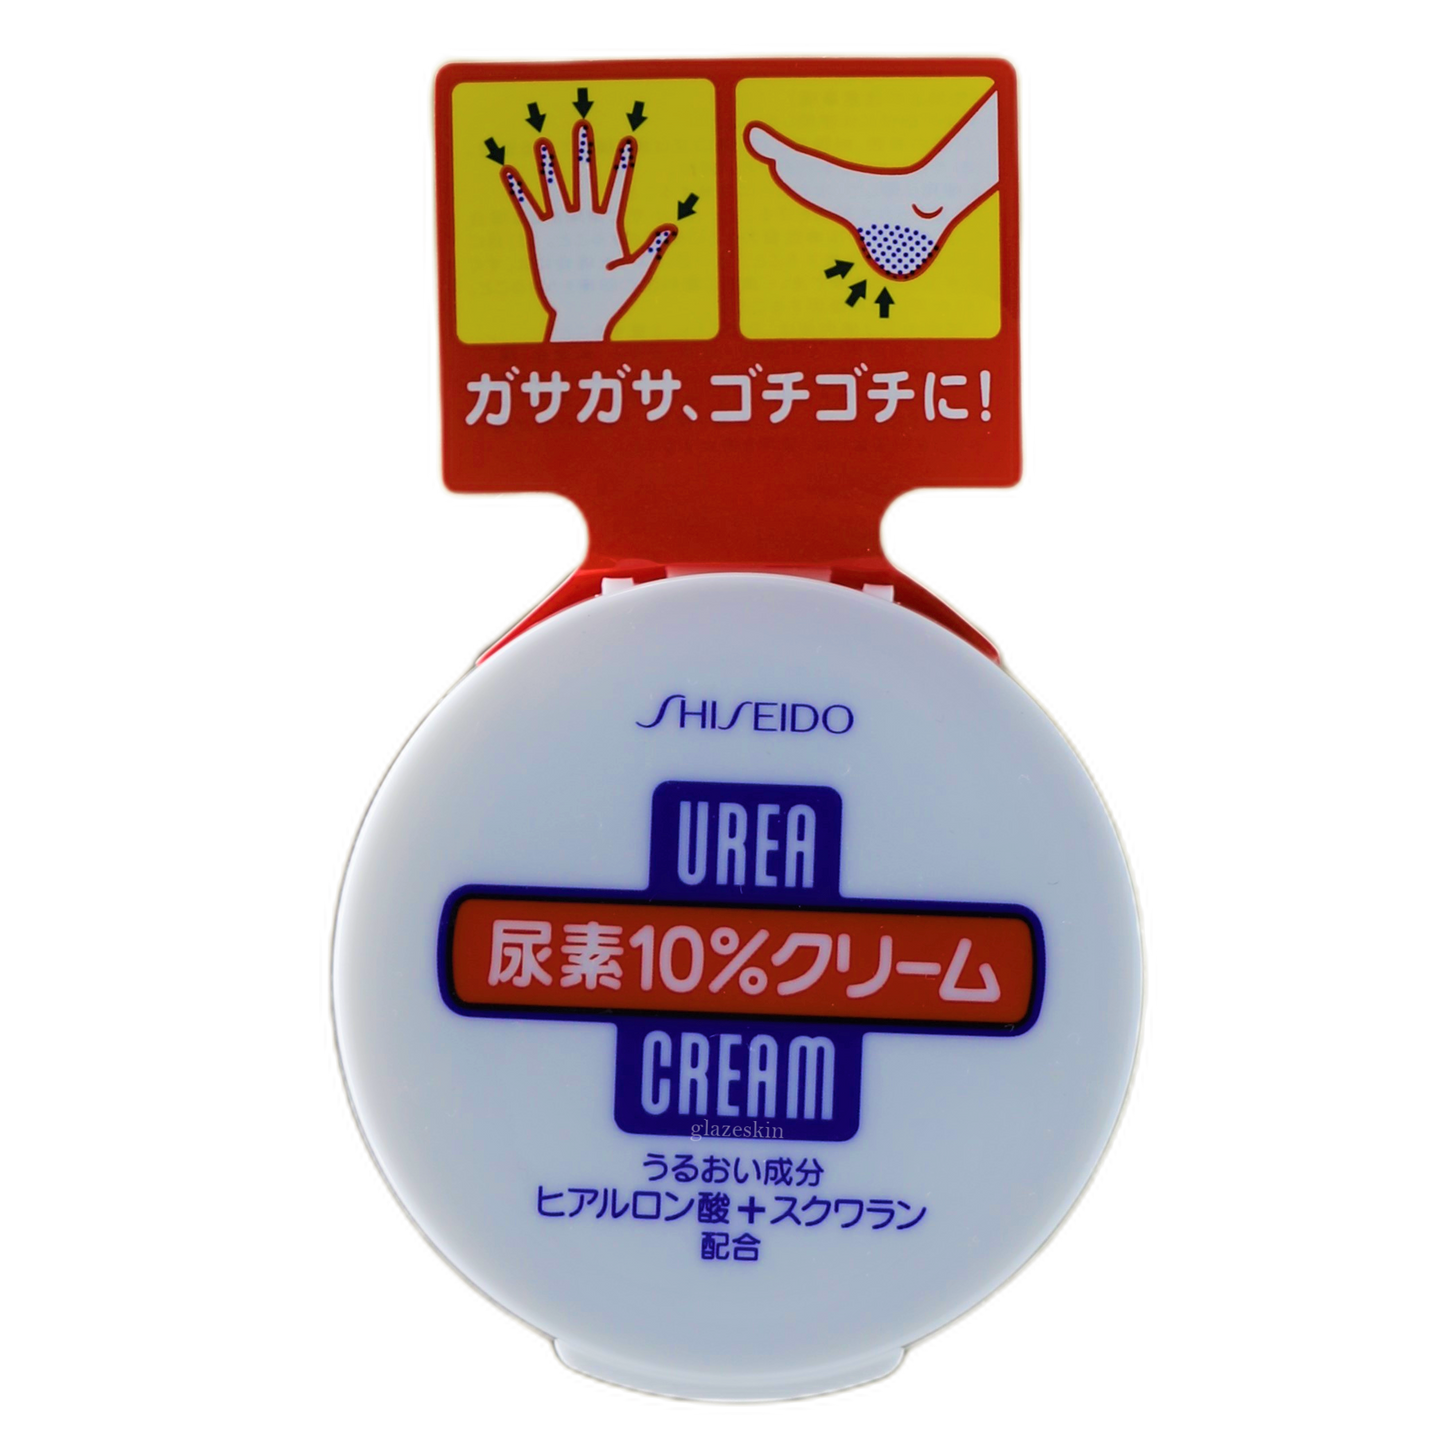 ガサガサ、ゴチゴチに!
SHISEIDO
UREA
尿素10%クリーム
CREAM
glazeskin
うるおい成分
ヒアルロン酸+スクワラン
配合